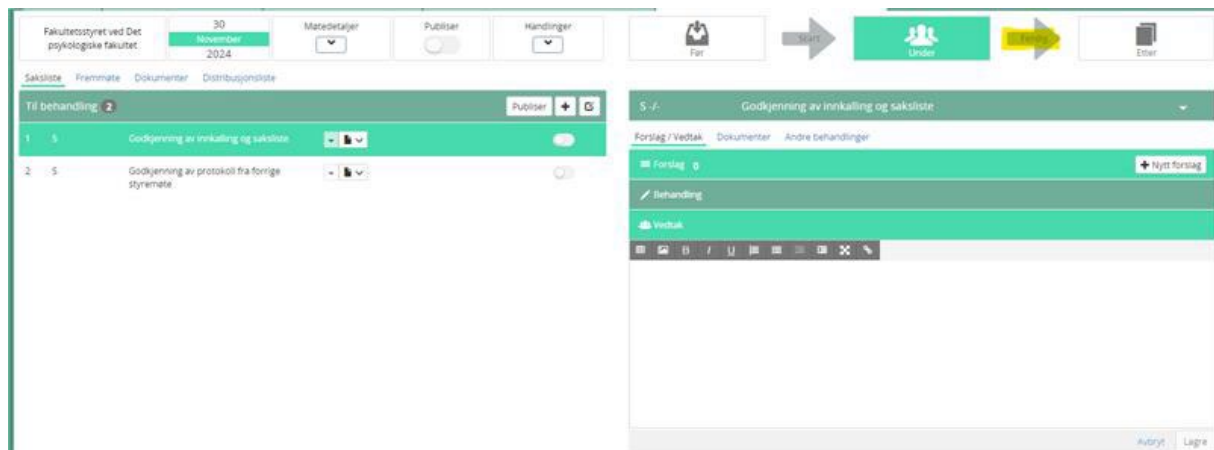 Fakultetsstyret ved Det
psykologiske fakultet
30
November
2024
Møtedetaljer
Publiser
Handlinger
Før
Start
Under
Ferdig
Etter
Saksliste Fremmøte Dokumenter Distribusjonsliste
Til behandling 2
Publiser
1 S Godkjenning av innkalling og saksliste
2 S Godkjenning av protokoll fra forrige
styremøte
S -/- Godkjenning av innkalling og saksliste
Forslag / Vedtak Dokumenter Andre behandlinger
Forslag 0
Nytt forslag
Behandling
Vedtak
B I U
Avbryt Lagre